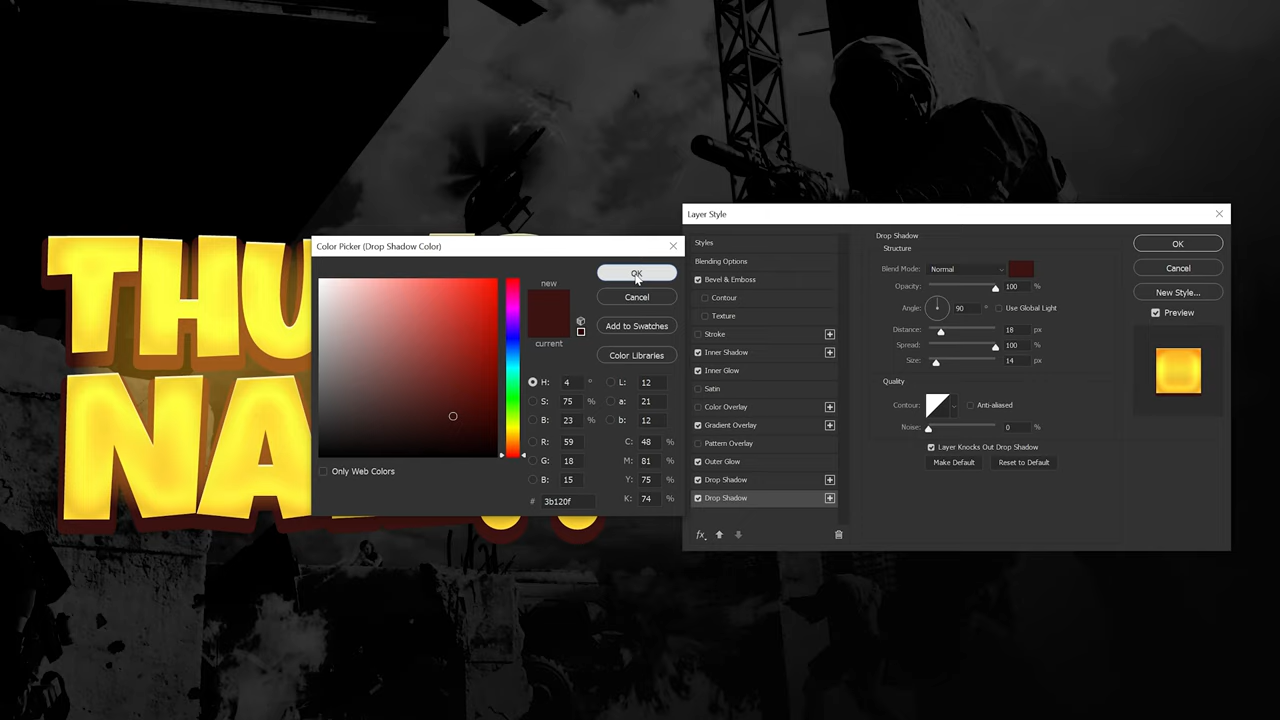 THU
NA
Color Picker (Drop Shadow Color)
new
current
OK
Cancel
Add to Swatches
Color Libraries
H: 4 °
S: 75 %
B: 23 %
R: 59
G: 18
B: 15
# 3b120f
L: 12
a: 21
b: 12
C: 48 %
M: 81 %
Y: 75 %
K: 74 %
Only Web Colors
Layer Style
Styles
Blending Options
Bevel & Emboss
Contour
Texture
Stroke
Inner Shadow
Inner Glow
Satin
Color Overlay
Gradient Overlay
Pattern Overlay
Outer Glow
Drop Shadow
Drop Shadow
fx
Drop Shadow
Structure
Blend Mode: Normal
Opacity: 100 %
Angle: 90 ° Use Global Light
Distance: 18 px
Spread: 100 %
Size: 14 px
Quality
Contour: Anti-aliased
Noise: 0 %
Layer Knocks Out Drop Shadow
Make Default Reset to Default
OK
Cancel
New Style...
Preview